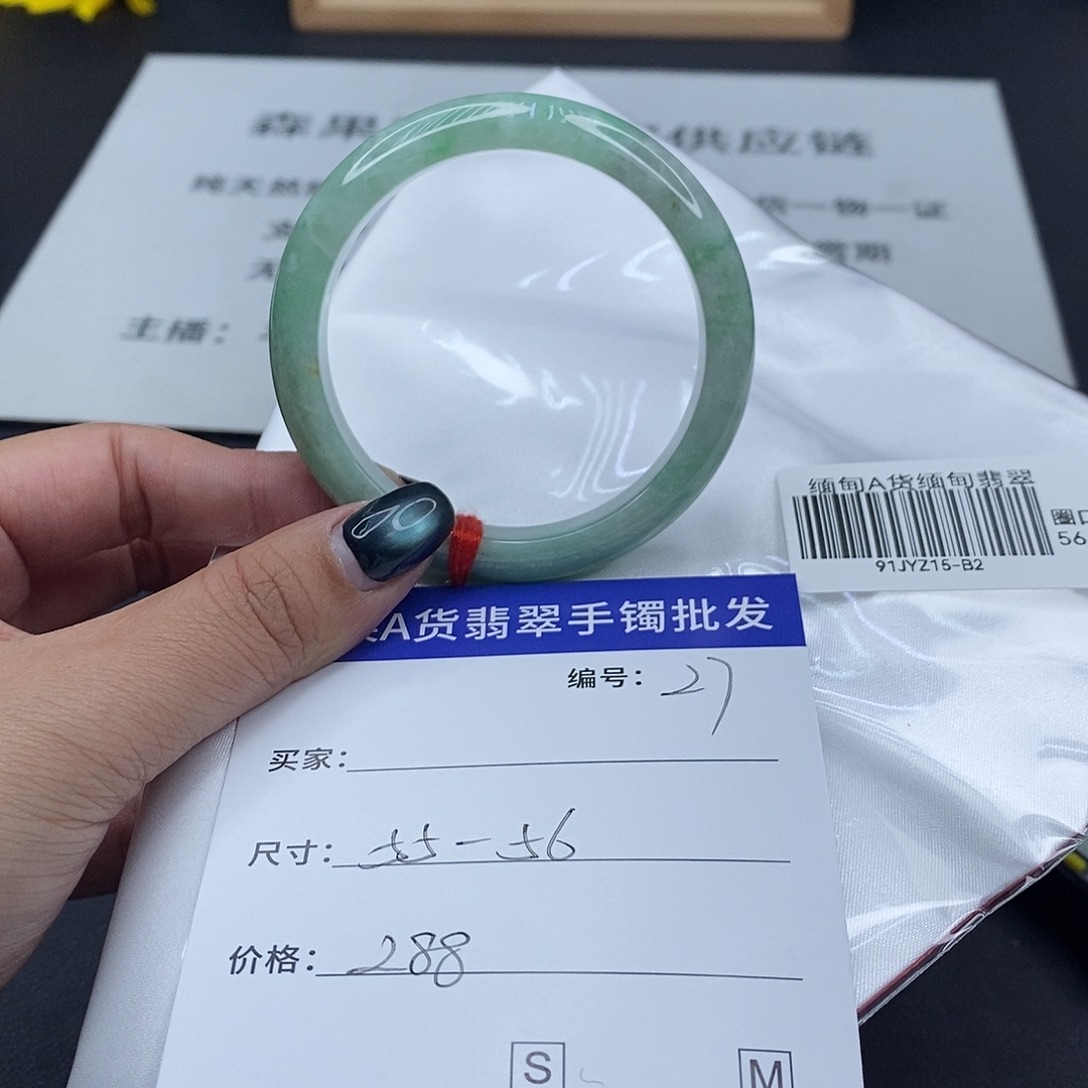 森果 供应链
纯天然 一物一证
主播：
缅甸A货缅甸翡翠
圈口
56
91JYZ15-B2
A货翡翠手镯批发
编号： 27
买家：
尺寸： 55-56
价格： 288
S M